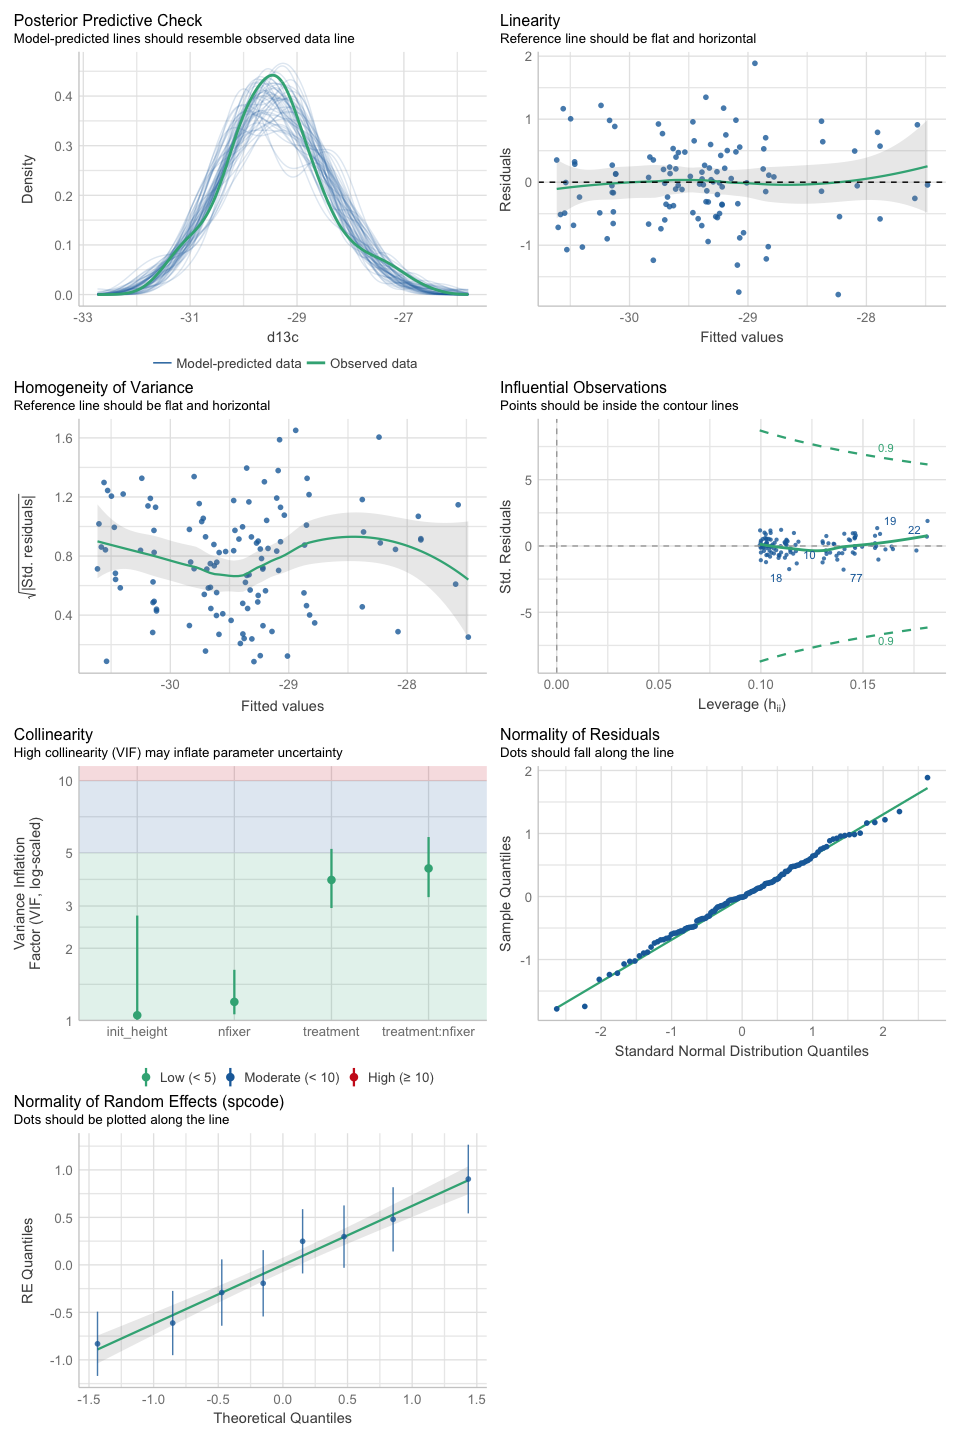 Posterior Predictive Check
Model-predicted lines should resemble observed data line
Density
0.4
0.3
0.2
0.1
0.0
-33
-31
-29
-27
d13c
Model-predicted data
Observed data
Linearity
Reference line should be flat and horizontal
Residuals
2
1
0
-1
-30
-29
-28
Fitted values
Homogeneity of Variance
Reference line should be flat and horizontal
√|Std. residuals|
1.6
1.2
0.8
0.4
-30
-29
-28
Fitted values
Influential Observations
Points should be inside the contour lines
Std. Residuals
5
0
-5
0.9
19
22
10
18
77
0.9
0.00
0.05
0.10
0.15
Leverage (hii)
Collinearity
High collinearity (VIF) may inflate parameter uncertainty
Variance Inflation
Factor (VIF, log-scaled)
10
5
3
2
1
init_height
nfixer
treatment
treatment:nfixer
Low (< 5)
Moderate (< 10)
High (≥ 10)
Normality of Residuals
Dots should fall along the line
Sample Quantiles
2
1
0
-1
-2
-1
0
1
2
Standard Normal Distribution Quantiles
Normality of Random Effects (spcode)
Dots should be plotted along the line
RE Quantiles
1.0
0.5
0.0
-0.5
-1.0
-1.5
-1.0
-0.5
0.0
0.5
1.0
1.5
Theoretical Quantiles